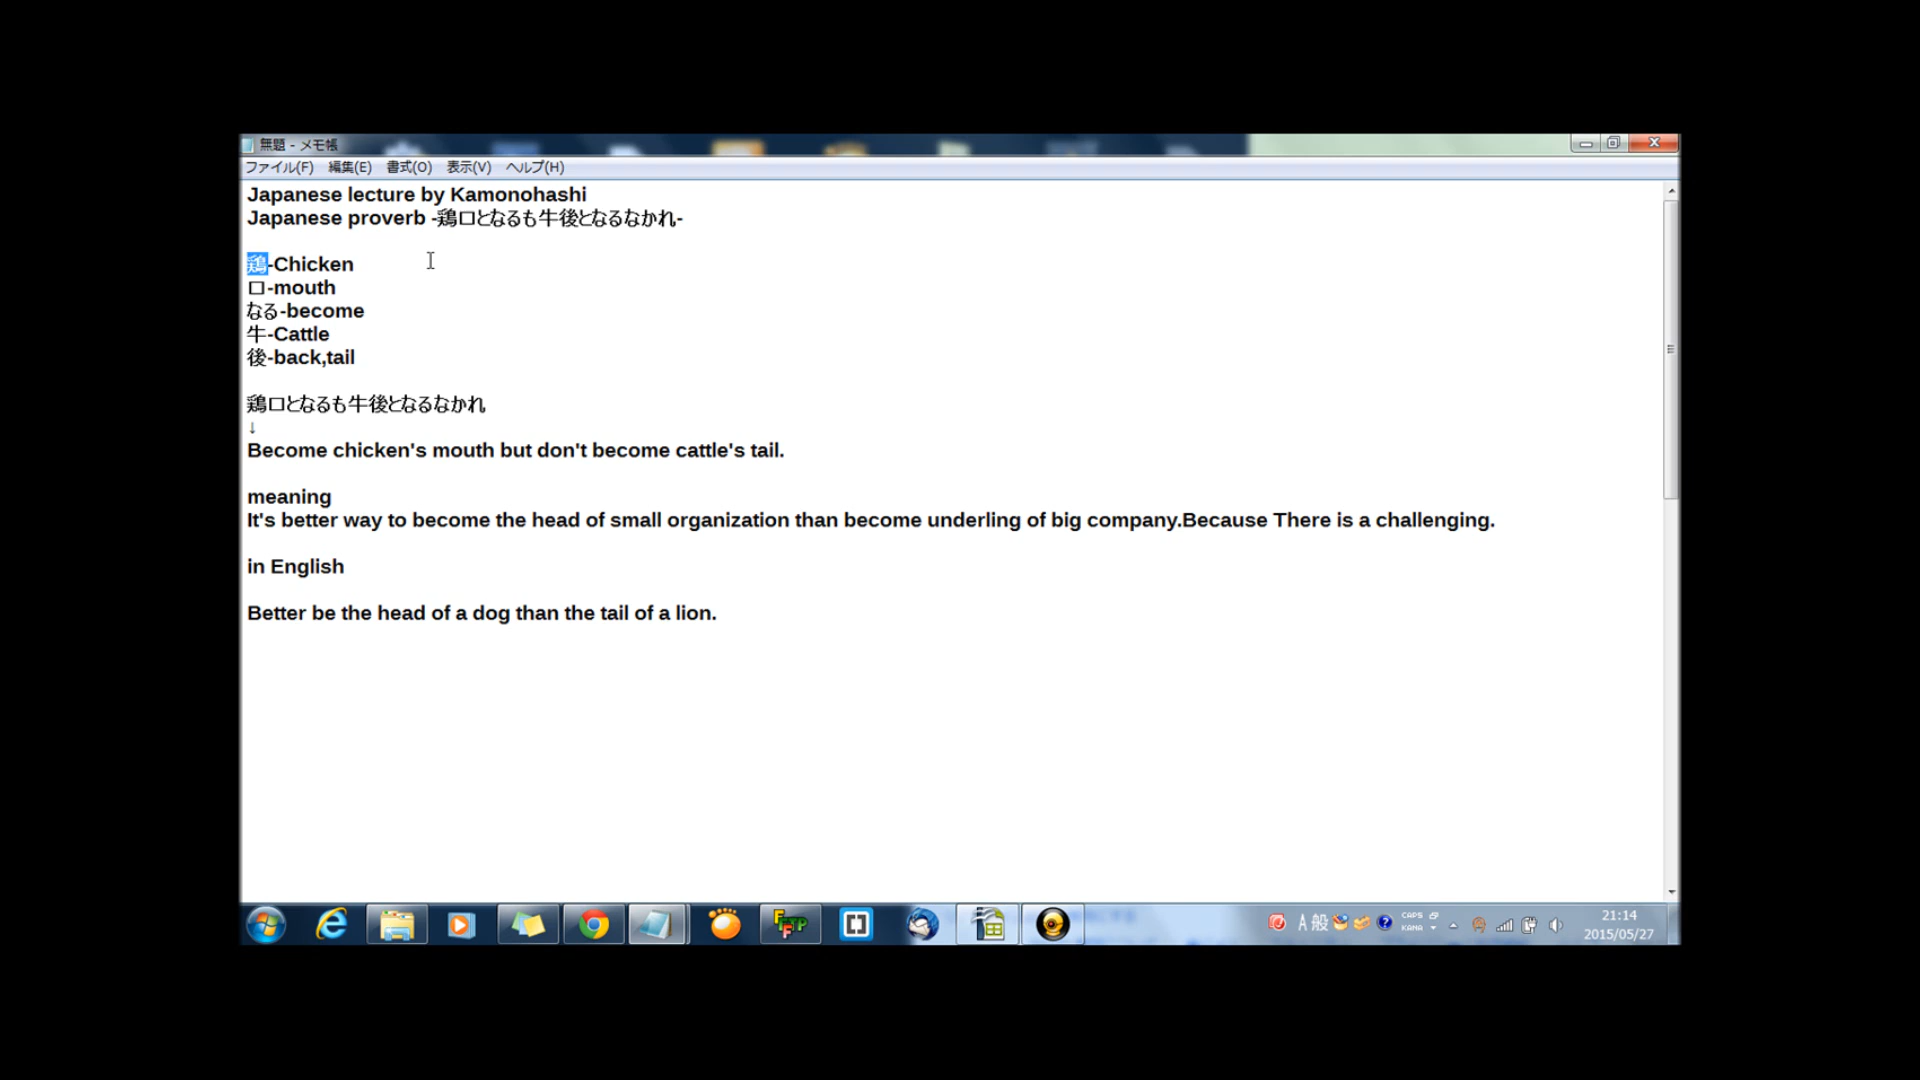 無題 - メモ帳
ファイル(F) 編集(E) 書式(O) 表示(V) ヘルプ(H)
Japanese lecture by Kamonohashi
Japanese proverb -鶏口となるも牛後となるなかれ-
鶏-Chicken
口-mouth
なる-become
牛-Cattle
後-back,tail
鶏口となるも牛後となるなかれ
↓
Become chicken's mouth but don't become cattle's tail.
meaning
It's better way to become the head of small organization than become underling of big company.Because There is a challenging.
in English
Better be the head of a dog than the tail of a lion.
FFTP
A 般 CAPS
KANA
21:14
2015/05/27